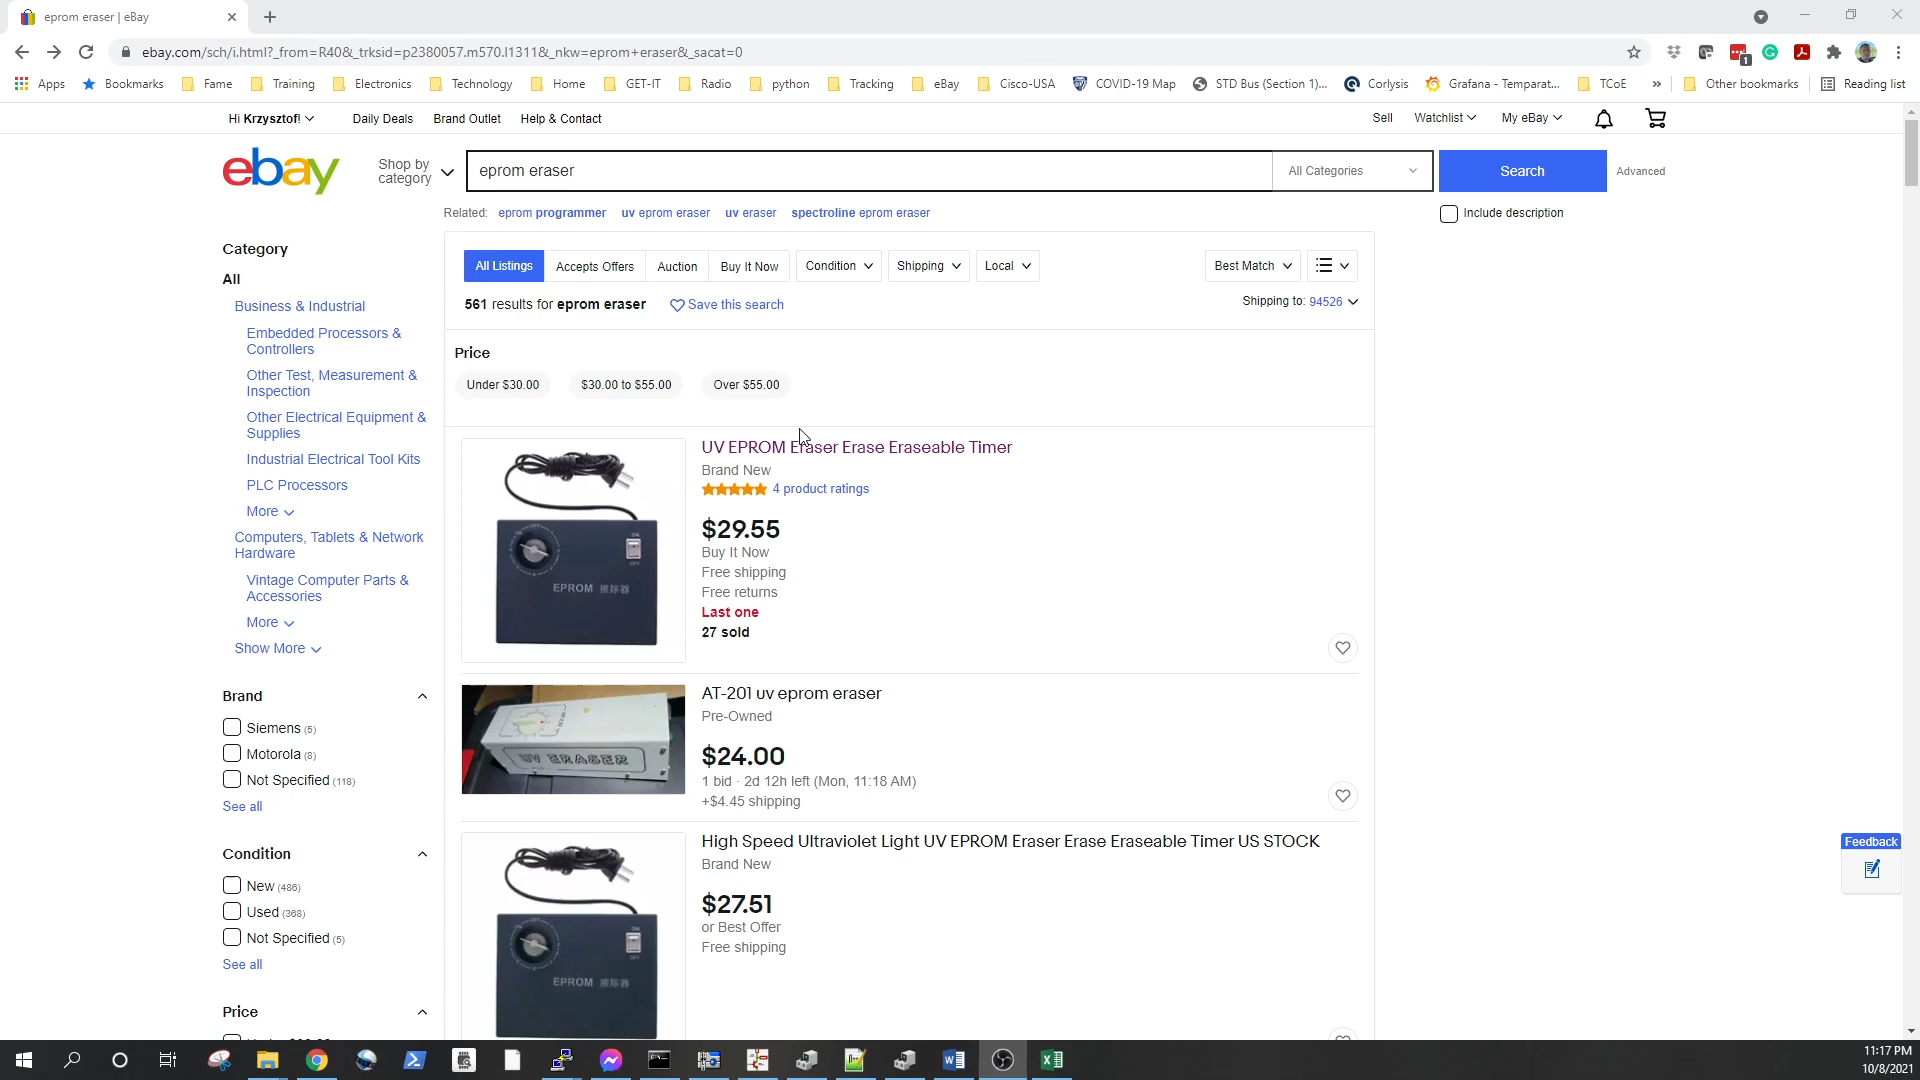 eprom eraser | eBay
ebay.com/sch/i.html?_from=R40&_trksid=p2380057.m570.l1311&_nkw=eprom+eraser&_sacat=0
1
Apps Bookmarks Fame Training Electronics Technology Home GET-IT Radio python Tracking eBay Cisco-USA COVID-19 Map STD Bus (Section 1)... Corlysis Grafana - Temparat... TCoE » Other bookmarks Reading list
Hi Krzysztof! Daily Deals Brand Outlet Help & Contact Sell Watchlist My eBay
ebay
Shop by
category
eprom eraser
All Categories
Search
Advanced
Related: eprom programmer uv eprom eraser uv eraser spectroline eprom eraser
Include description
Category
All
Business & Industrial
Embedded Processors &
Controllers
Other Test, Measurement &
Inspection
Other Electrical Equipment &
Supplies
Industrial Electrical Tool Kits
PLC Processors
More
Computers, Tablets & Network
Hardware
Vintage Computer Parts &
Accessories
More
Show More
Brand
Siemens (5)
Motorola (8)
Not Specified (118)
See all
Condition
New (486)
Used (368)
Not Specified (5)
See all
Price
All Listings Accepts Offers Auction Buy It Now Condition Shipping Local Best Match
561 results for eprom eraser Save this search
Shipping to: 94526
Price
Under $30.00 $30.00 to $55.00 Over $55.00
UV EPROM Eraser Erase Eraseable Timer
Brand New
4 product ratings
$29.55
Buy It Now
Free shipping
Free returns
Last one
27 sold
ON
OFF
EPROM 擦除器
AT-201 uv eprom eraser
Pre-Owned
$24.00
1 bid · 2d 12h left (Mon, 11:18 AM)
+$4.45 shipping
UV ERASER
High Speed Ultraviolet Light UV EPROM Eraser Erase Eraseable Timer US STOCK
Brand New
$27.51
or Best Offer
Free shipping
ON
OFF
EPROM 擦除器
Feedback
11:17 PM
10/8/2021